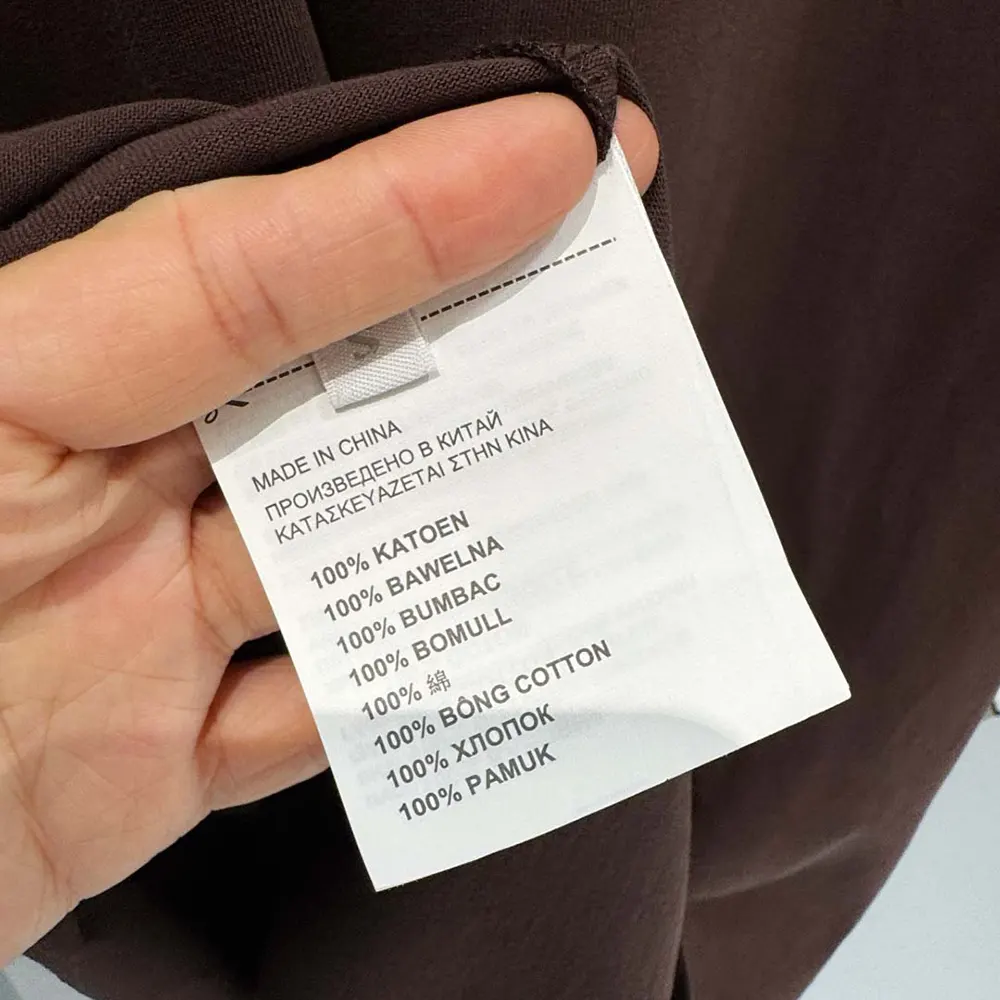 MADE IN CHINA
ПРОИЗВЕДЕНО В КИТАЙ
ΚΑΤΑΣΚΕΥΑΖΕΤΑΙ ΣΤΗΝ ΚΙΝΑ
100% KATOEN
100% BAWELNA
100% BUMBAC
100% BOMULL
100% 綿
100% BÔNG COTTON
100% ХЛОПОК
100% PAMUK